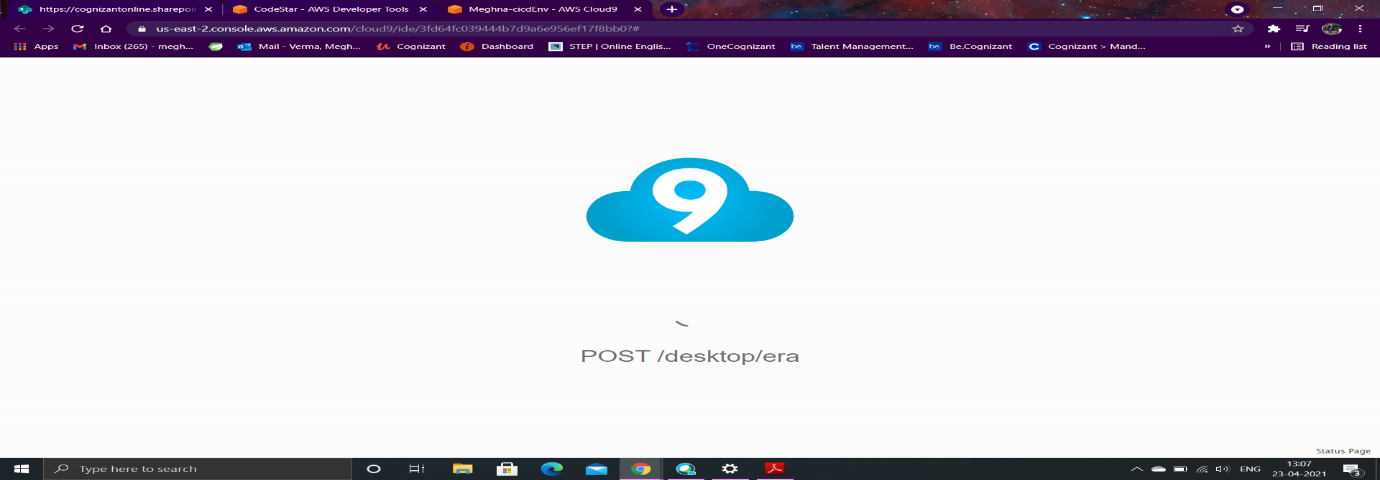 https://cognizantonline.sharepoi
CodeStar - AWS Developer Tools
Meghna-cicdEnv - AWS Cloud9
us-east-2.console.aws.amazon.com/cloud9/ide/3fd64fc039444b7d9a6e956ef17f8bb0?#
Apps Inbox (265) - megh... Mail - Verma, Megh... Cognizant Dashboard STEP | Online Englis... OneCognizant Talent Management... Be.Cognizant Cognizant > Mand... » Reading list
9
POST /desktop/era
Status Page
Type here to search
ENG
13:07
23-04-2021
3